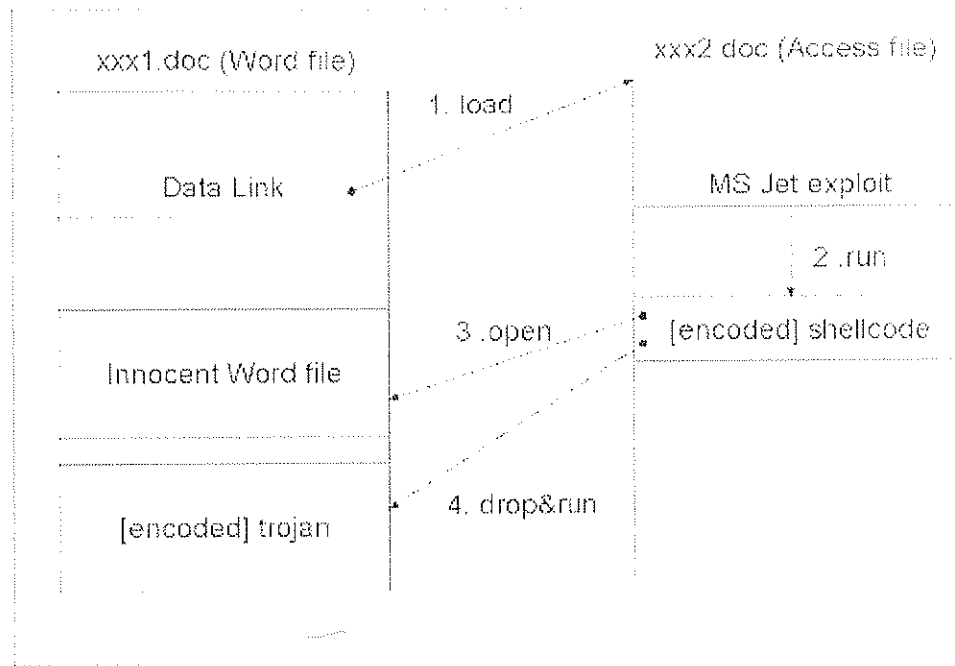 xxx1.doc (Word file)
xxx2 doc (Access file)
1. load
Data Link
MS Jet exploit
2 .run
3 .open
[encoded] shellcode
Innocent Word file
4. drop&run
[encoded] trojan